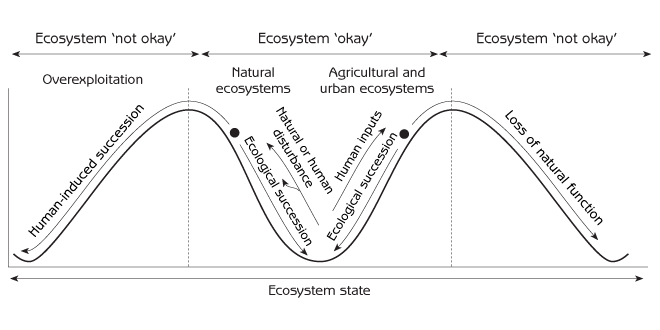 Ecosystem ‘not okay’
Ecosystem ‘okay’
Ecosystem ‘not okay’
Overexploitation
Natural
ecosystems
Agricultural and
urban ecosystems
Human-induced succession
Ecological succession
Natural or human
disturbance
Human inputs
Ecological succession
Loss of natural function
Ecosystem state